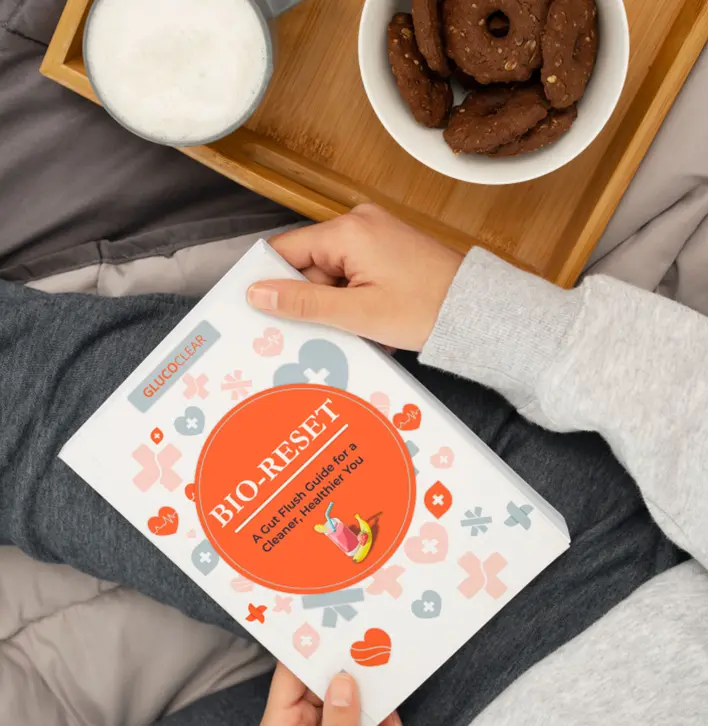 GLUCOCLEAR
BIO-RESET
A Gut Flush Guide for a
Cleaner, Healthier You